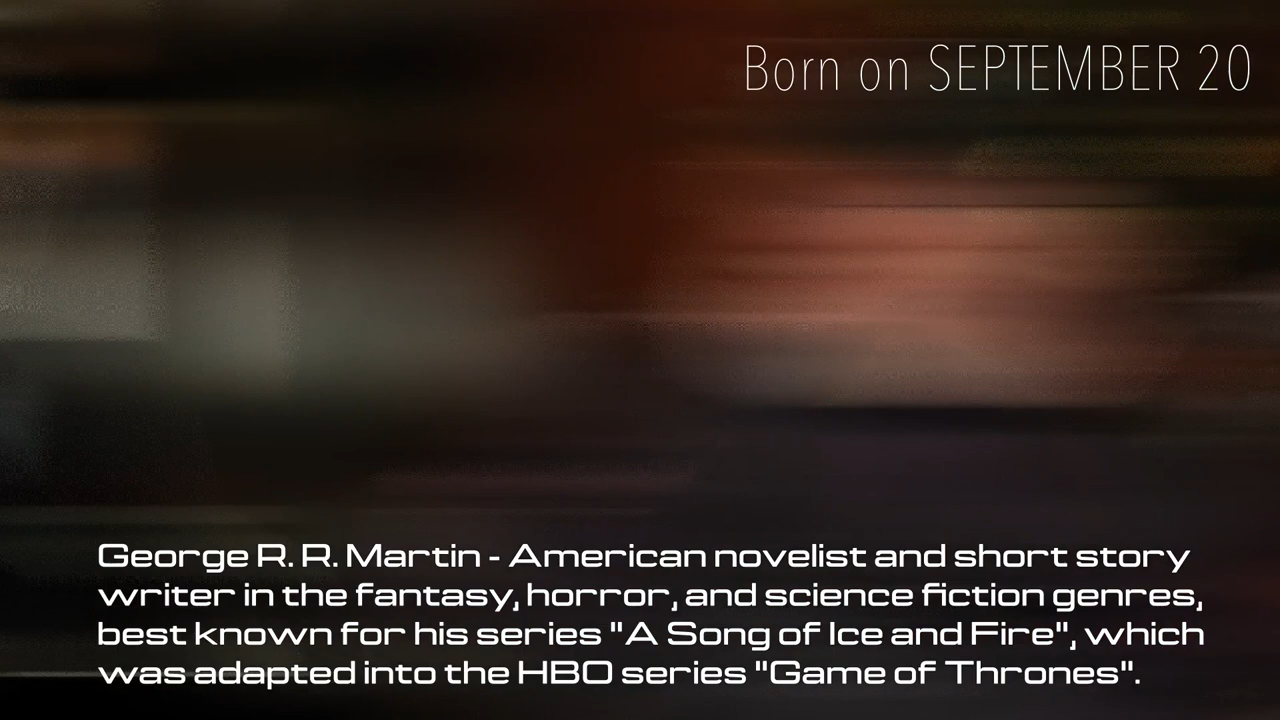 Born on SEPTEMBER 20
George R. R. Martin - American novelist and short story
writer in the fantasy, horror, and science fiction genres,
best known for his series "A Song of Ice and Fire", which
was adapted into the HBO series "Game of Thrones".